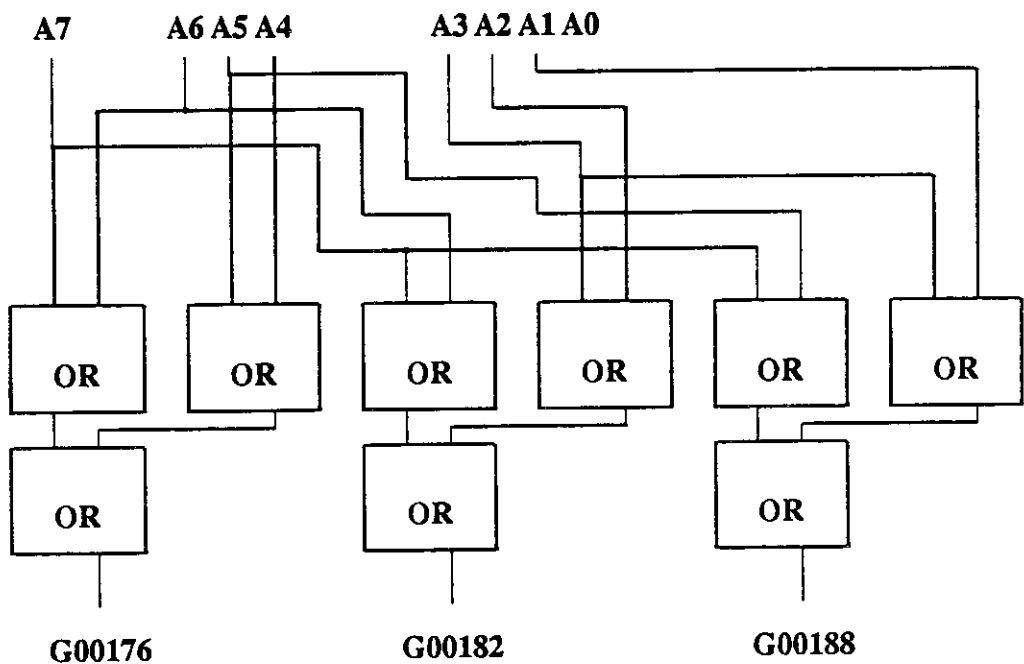 A7 A6 A5 A4 A3 A2 A1 A0
OR OR OR OR OR OR
OR OR OR
G00176 G00182 G00188